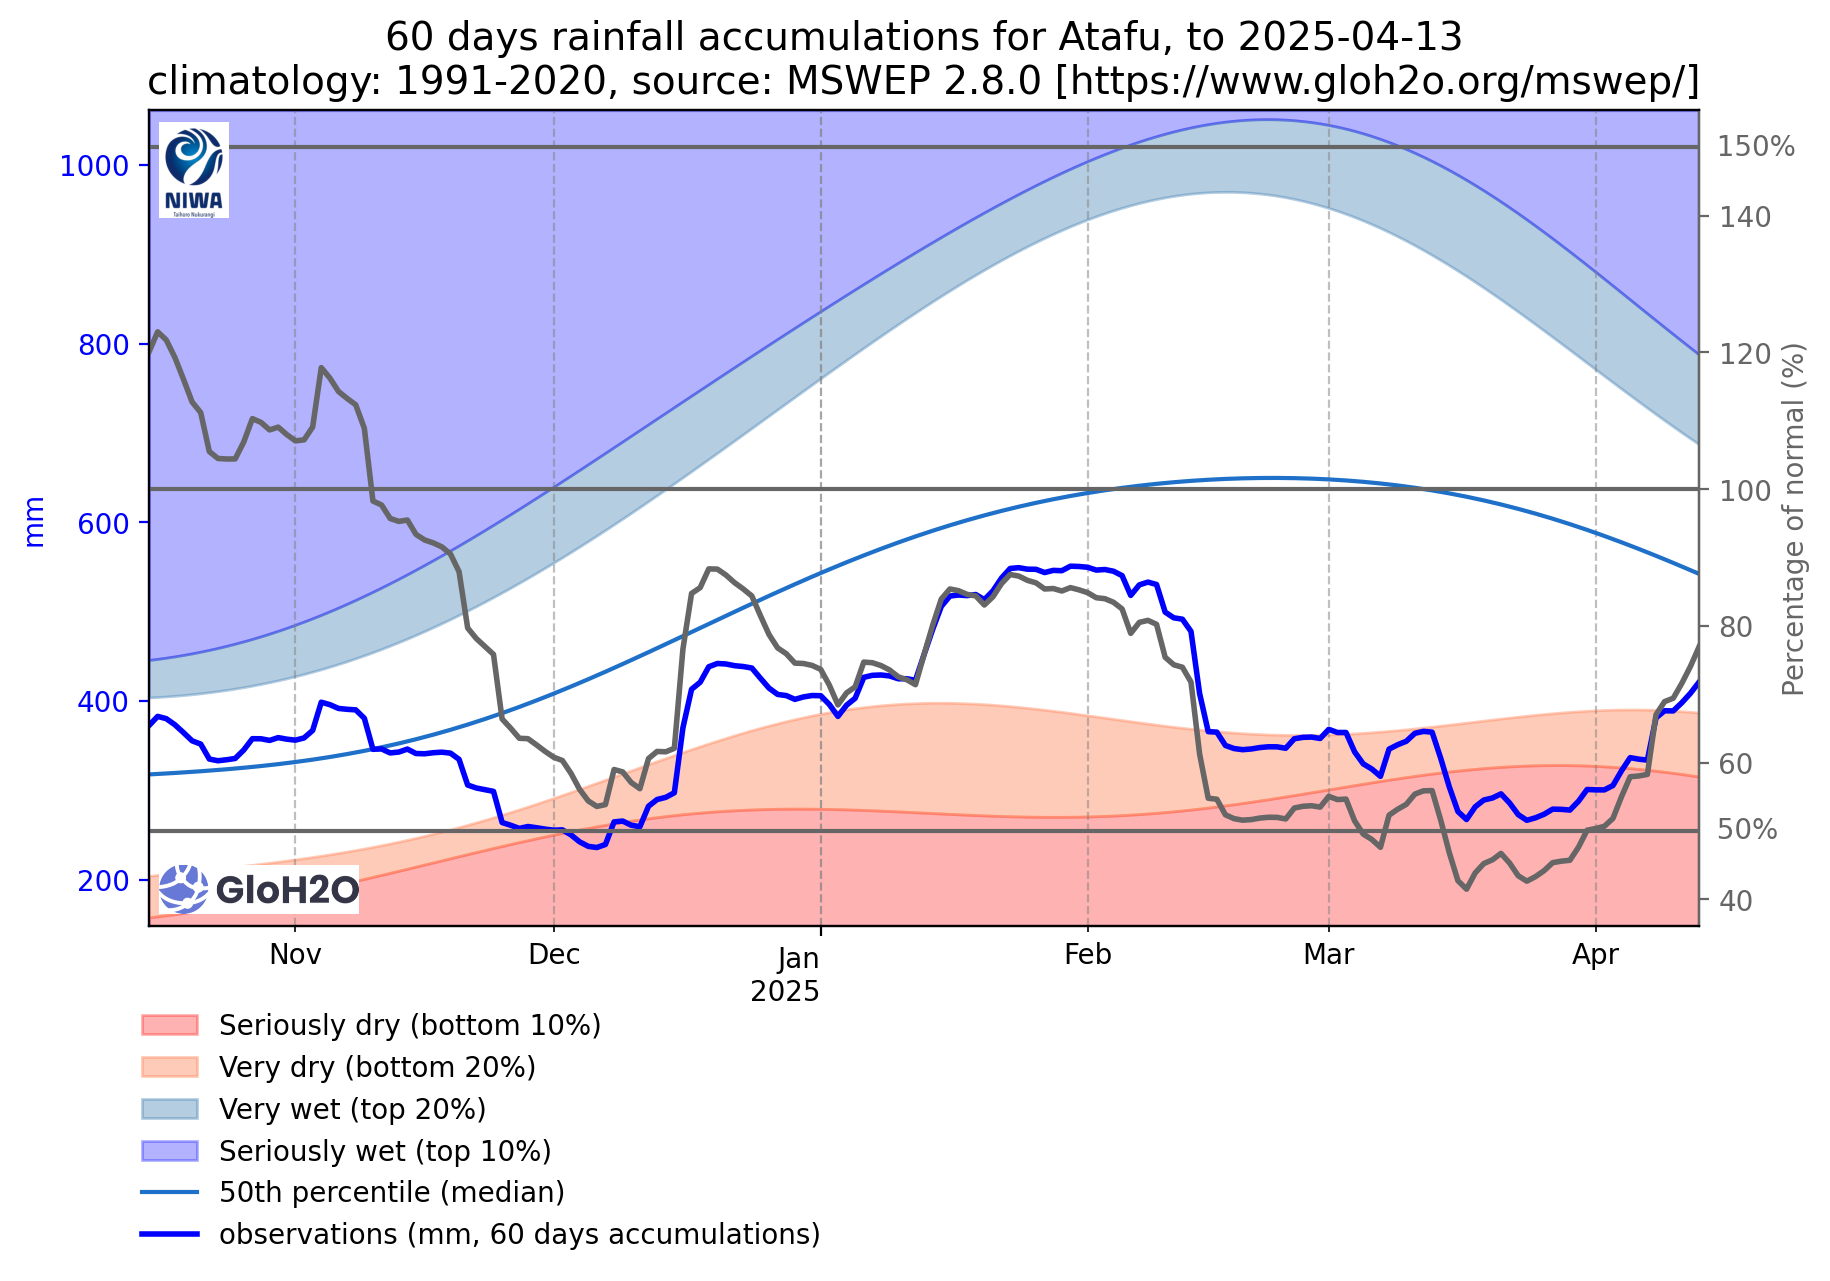 60 days rainfall accumulations for Atafu, to 2025-04-13
climatology: 1991-2020, source: MSWEP 2.8.0 [https://www.gloh2o.org/mswep/]
NIWA
Taihoro Nukurangi
1000
800
600
400
200
mm
150%
140
120
100
80
60
50%
40
Percentage of normal (%)
GloH2O
Nov
Dec
Jan
2025
Feb
Mar
Apr
Seriously dry (bottom 10%)
Very dry (bottom 20%)
Very wet (top 20%)
Seriously wet (top 10%)
50th percentile (median)
observations (mm, 60 days accumulations)